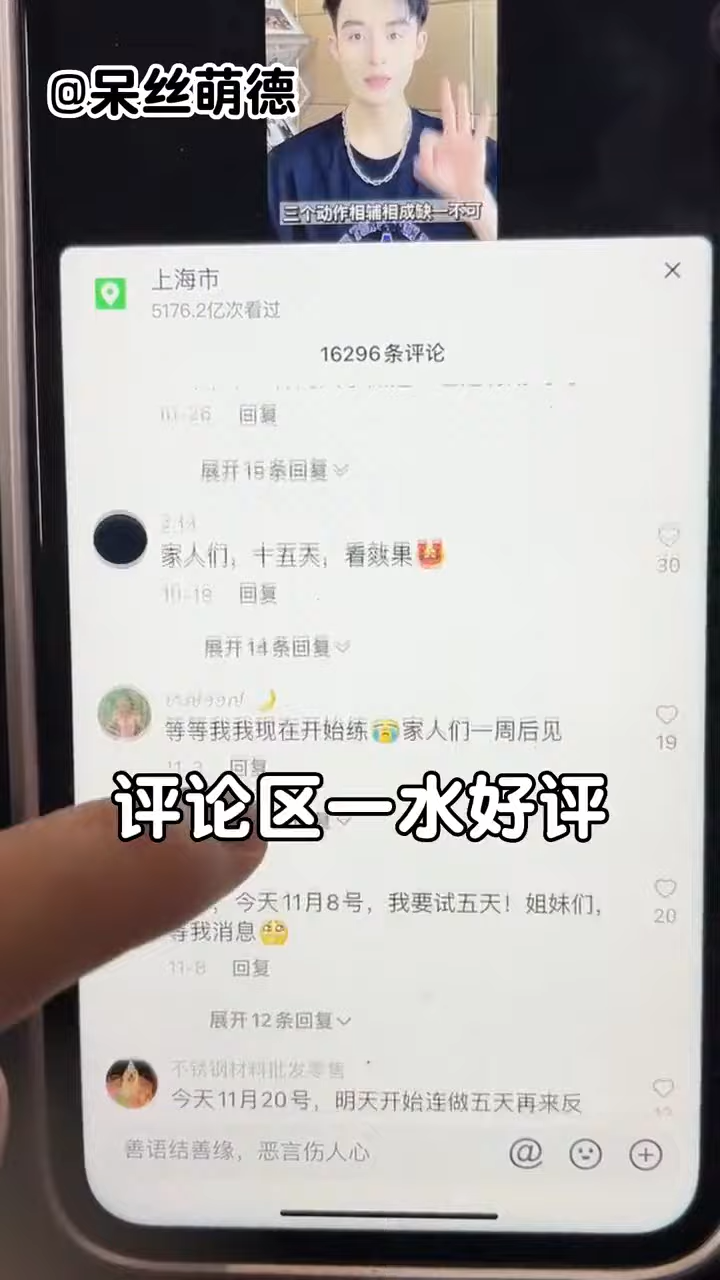 @呆丝萌德
三个动作相辅相成缺一不可
上海市
5176.2亿次看过
16296条评论
10-26 回复
展开15条回复
家人们，十五天，看效果
30
10-18 回复
展开14条回复
等等我我现在开始练😭家人们一周后见
19
11-3 回复
评论区一水好评
今天11月8号，我要试五天！姐妹们，
等我消息
20
11-8 回复
展开12条回复
不锈钢材料批发零售
今天11月20号，明天开始连做五天再来反
善语结善缘，恶言伤人心
@